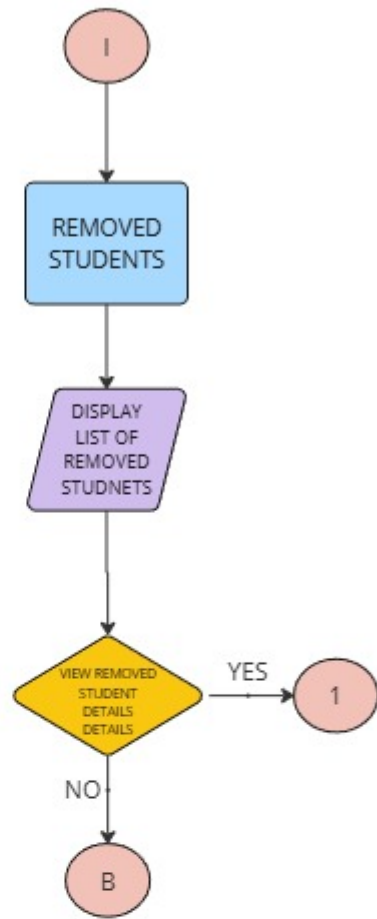 I
REMOVED
STUDENTS
DISPLAY
LIST OF
REMOVED
STUDNETS
VIEW REMOVED
STUDENT
DETAILS
DETAILS
YES
1
NO
B